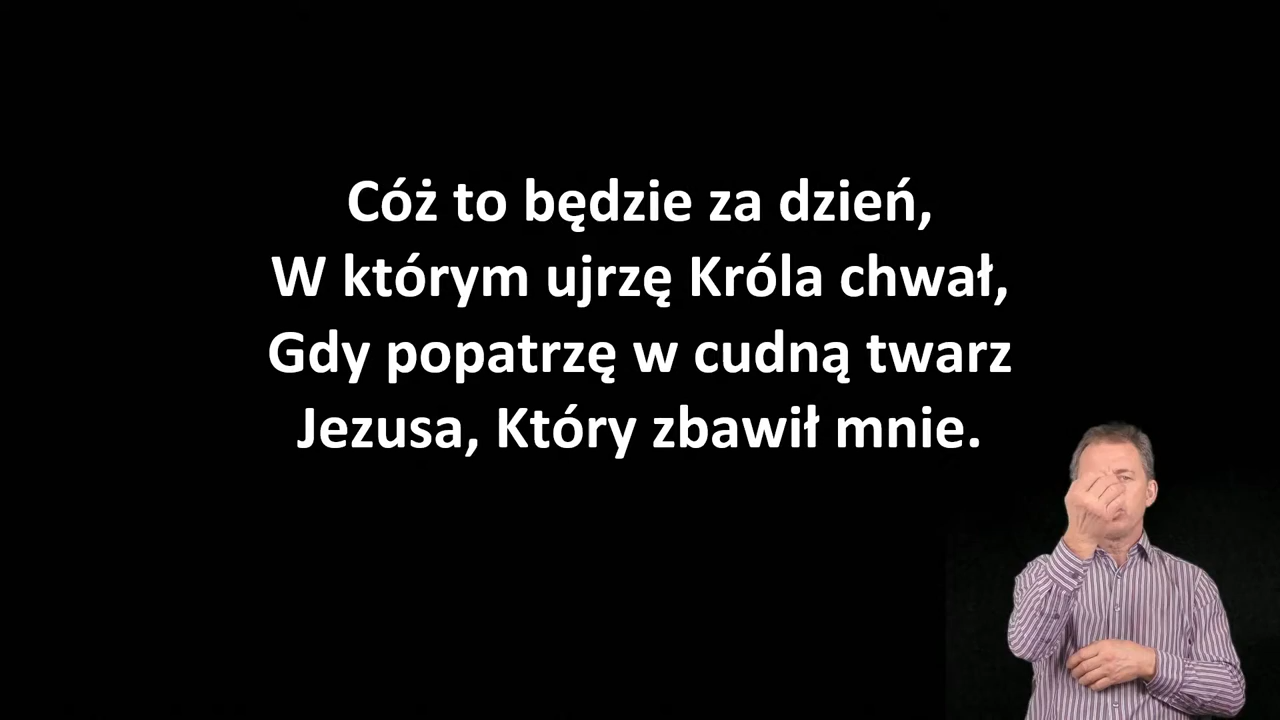 Cóż to będzie za dzień,
W którym ujrzę Króla chwał,
Gdy popatrzę w cudną twarz
Jezusa, Który zbawił mnie.